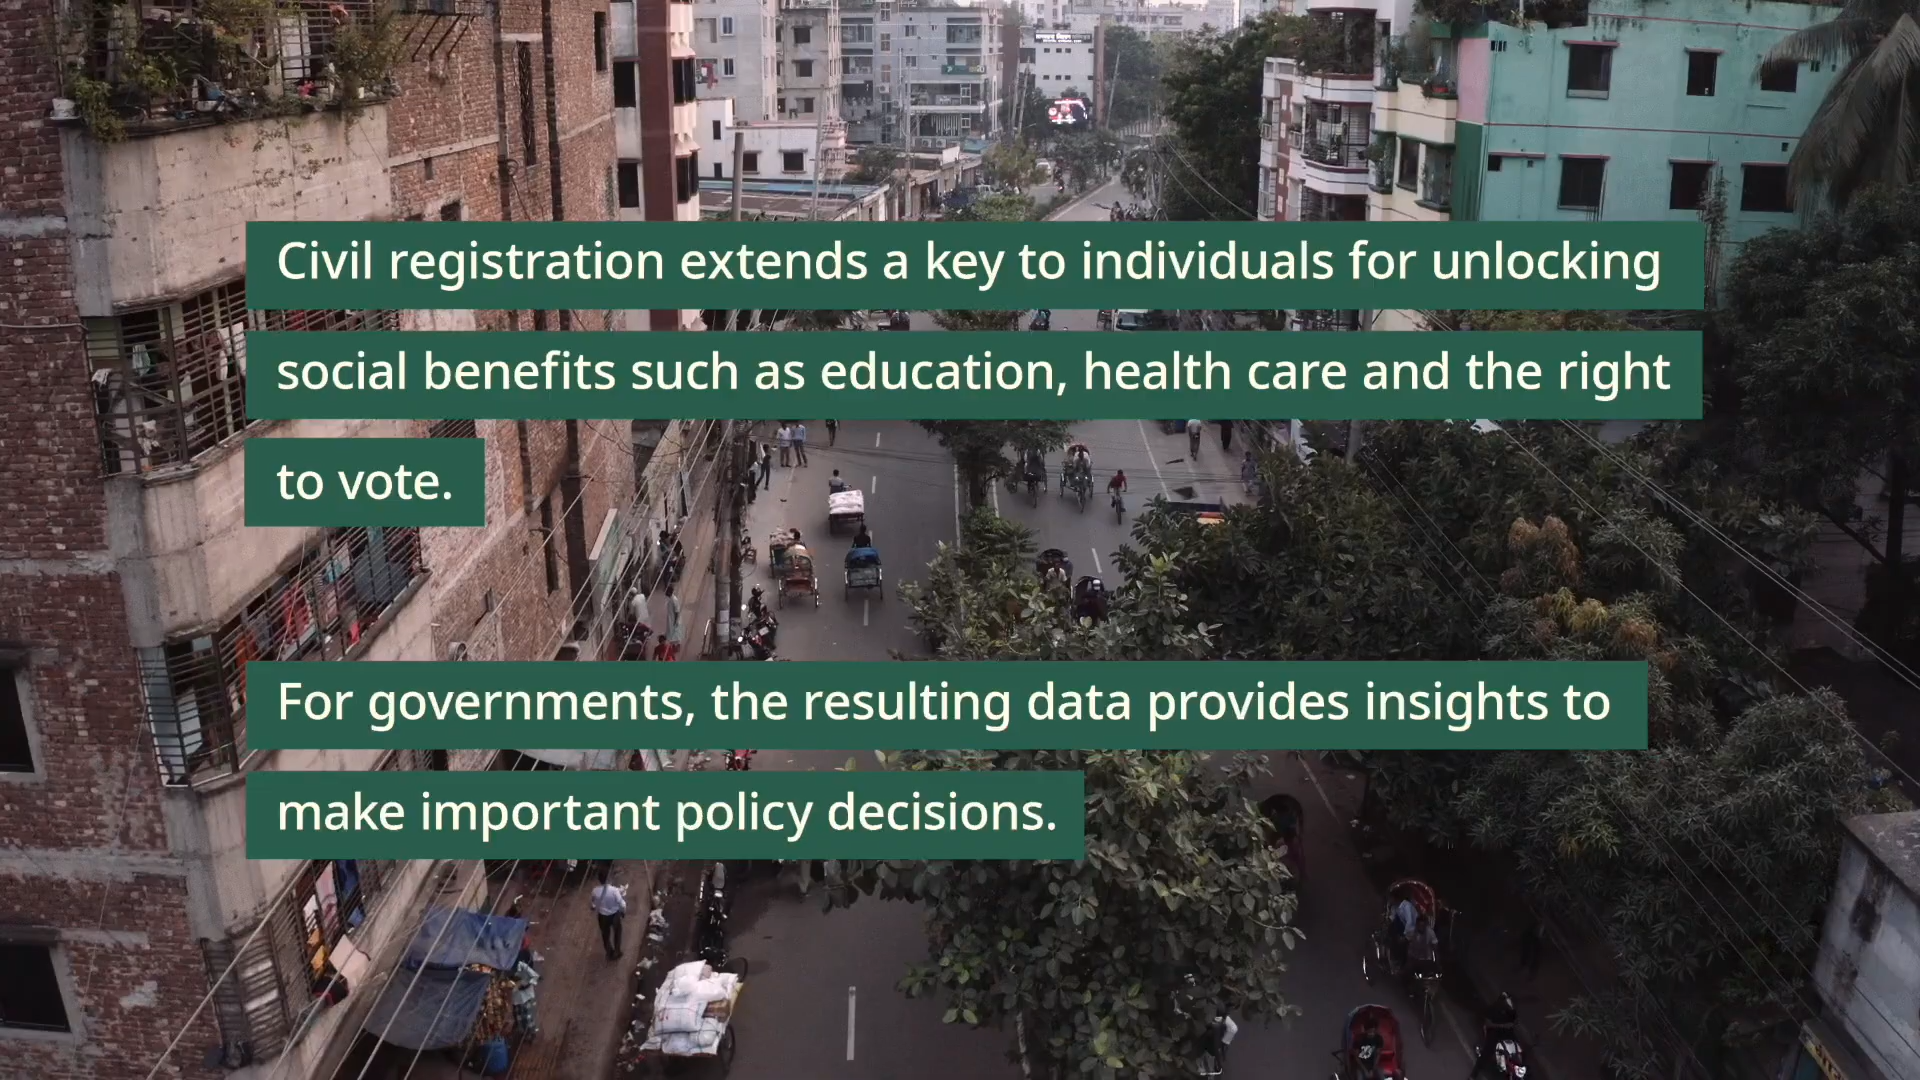 Civil registration extends a key to individuals for unlocking
social benefits such as education, health care and the right
to vote.
For governments, the resulting data provides insights to
make important policy decisions.